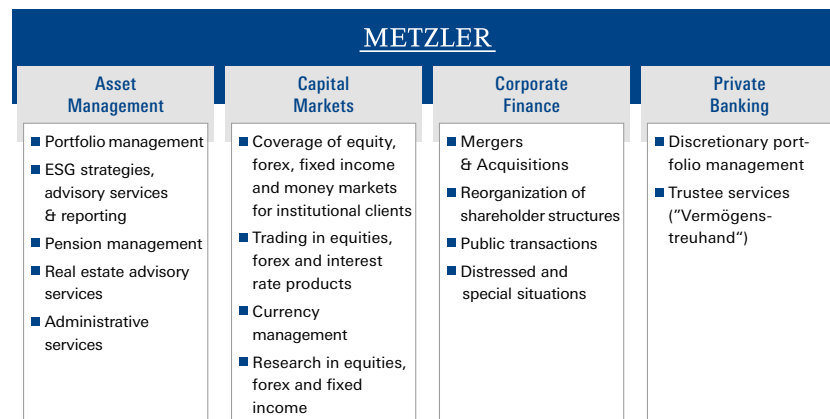 METZLER
Asset
Management
Capital
Markets
Corporate
Finance
Private
Banking
Portfolio management
ESG strategies,
advisory services
& reporting
Pension management
Real estate advisory
services
Administrative
services
Coverage of equity,
forex, fixed income
and money markets
for institutional clients
Trading in equities,
forex and interest
rate products
Currency
management
Research in equities,
forex and fixed
income
Mergers
& Acquisitions
Reorganization of
shareholder structures
Public transactions
Distressed and
special situations
Discretionary port-
folio management
Trustee services
(”Vermögens-
treuhand“)